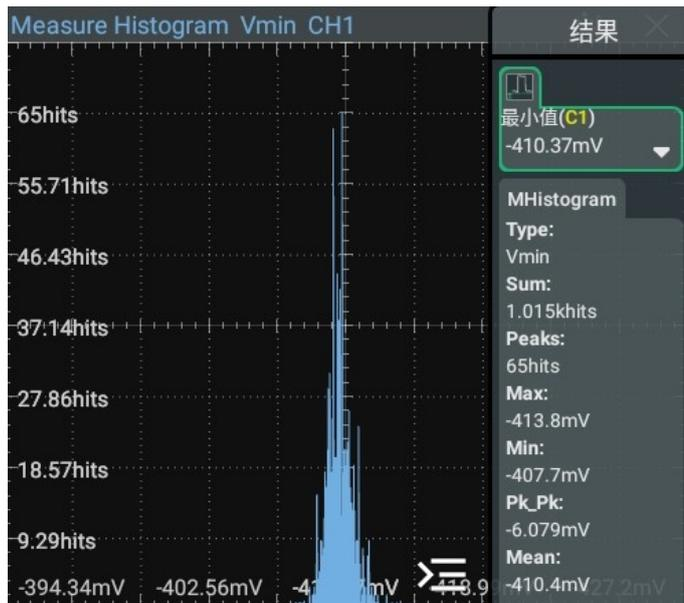 Measure Histogram Vmin CH1
65hits
55.71hits
46.43hits
37.14hits
27.86hits
18.57hits
9.29hits
-394.34mV
-402.56mV
结果
最小值(C1)
-410.37mV
MHistogram
Type:
Vmin
Sum:
1.015khits
Peaks:
65hits
Max:
-413.8mV
Min:
-407.7mV
Pk_Pk:
-6.079mV
Mean:
-410.4mV